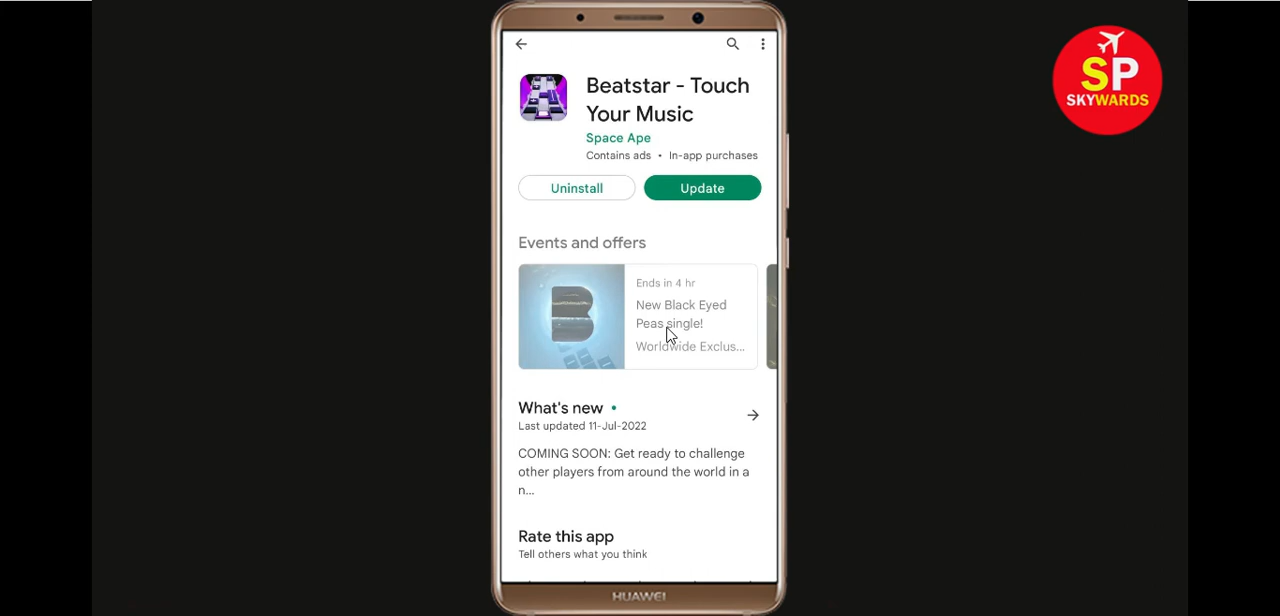 Beatstar - Touch
Your Music
Space Ape
Contains ads • In-app purchases
Uninstall
Update
Events and offers
Ends in 4 hr
New Black Eyed
Peas single!
Worldwide Exclus...
What's new •
Last updated 11-Jul-2022
COMING SOON: Get ready to challenge
other players from around the world in a
n...
Rate this app
Tell others what you think
HUAWEI
SP
SKYWARDS